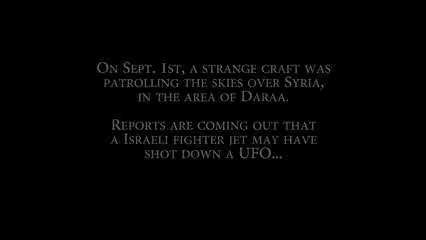 On Sept. 1st, a strange craft was
patrolling the skies over Syria,
in the area of Daraa.
Reports are coming out that
a Israeli fighter jet may have
shot down a UFO...